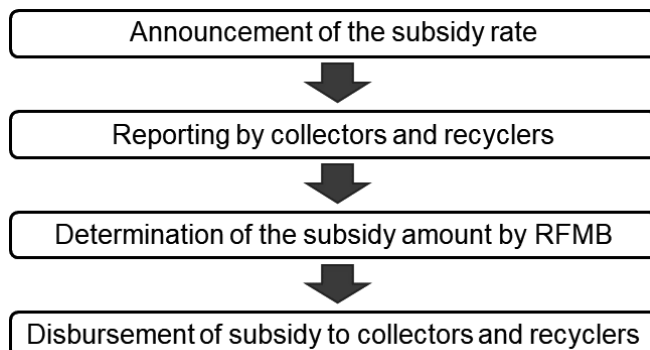 Announcement of the subsidy rate
Reporting by collectors and recyclers
Determination of the subsidy amount by RFMB
Disbursement of subsidy to collectors and recyclers